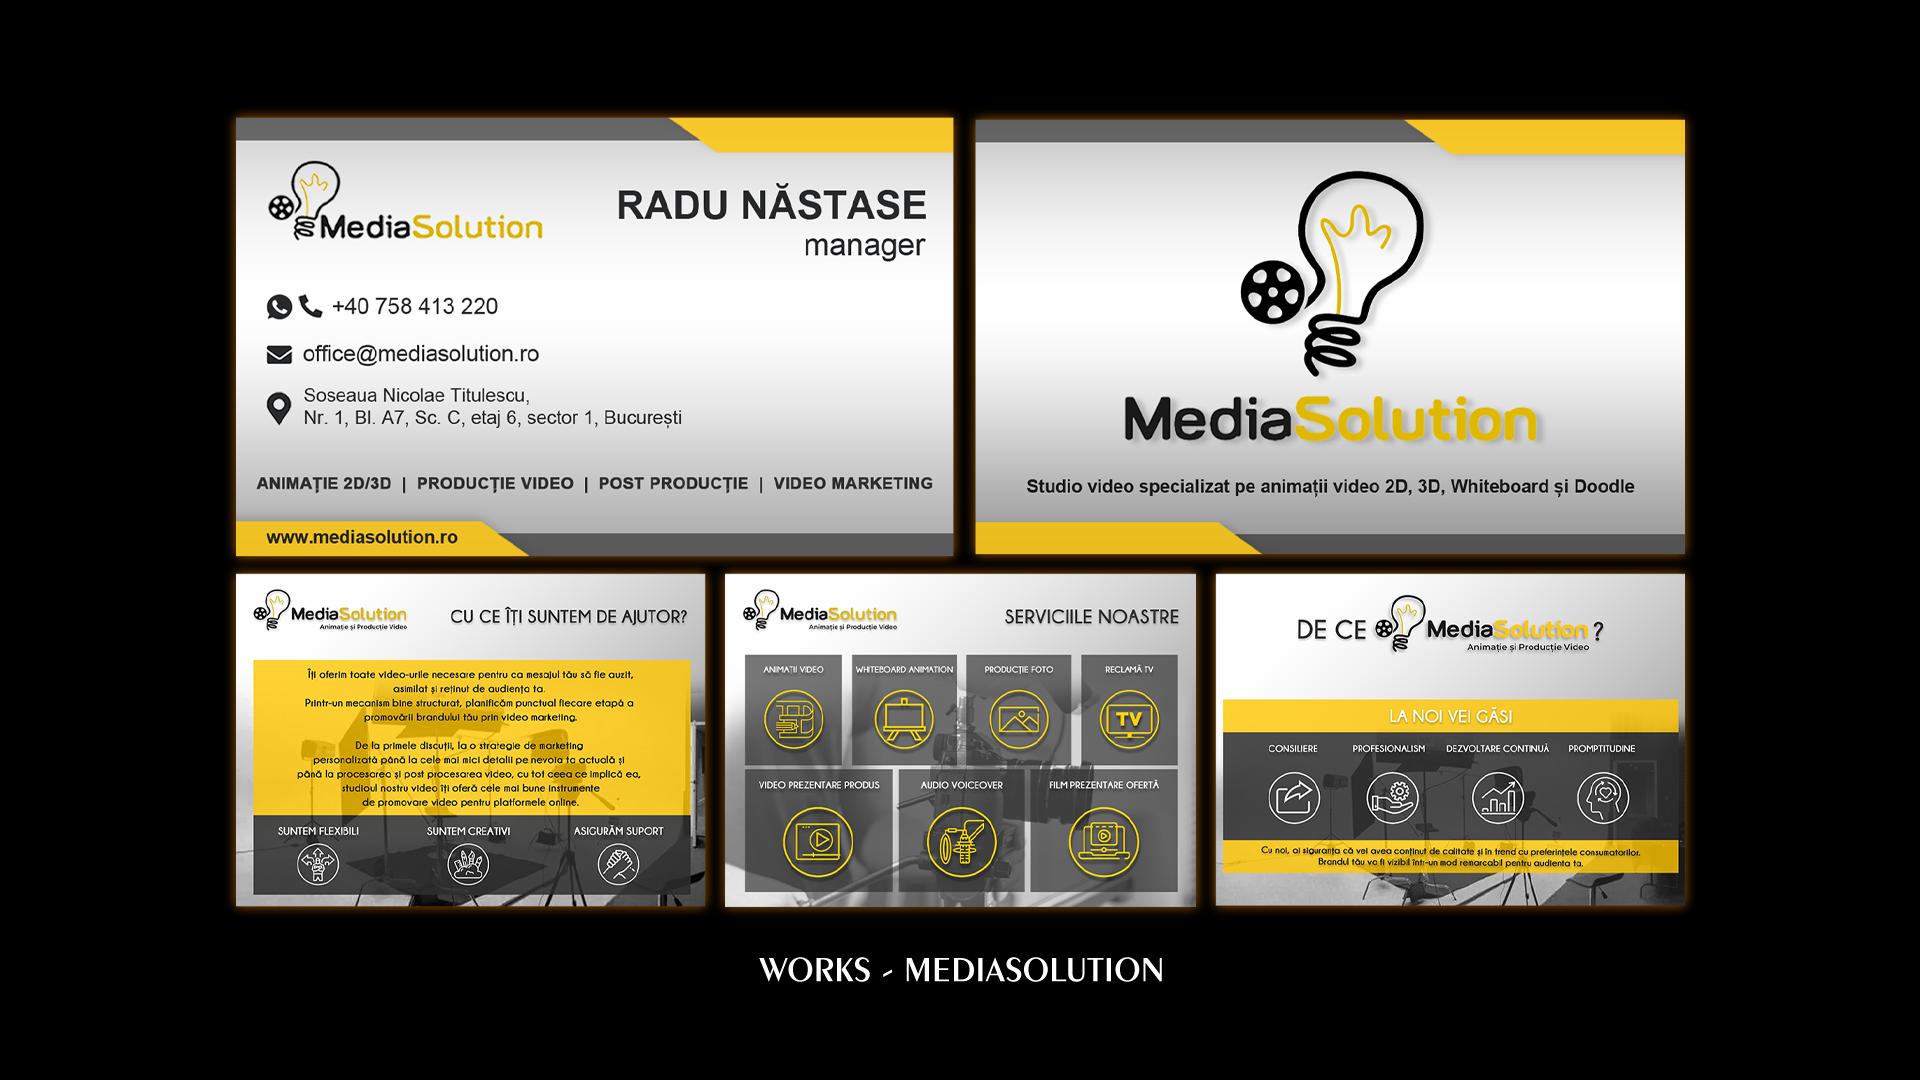 MediaSolution
RADU NĂSTASE
manager
+40 758 413 220
office@mediasolution.ro
Soseaua Nicolae Titulescu,
Nr. 1, Bl. A7, Sc. C, etaj 6, sector 1, București
ANIMAȚIE 2D/3D | PRODUCȚIE VIDEO | POST PRODUCȚIE | VIDEO MARKETING
www.mediasolution.ro
MediaSolution
Studio video specializat pe animații video 2D, 3D, Whiteboard și Doodle
MediaSolution
Animație și Producție Video
CU CE ÎȚI SUNTEM DE AJUTOR?
Îți oferim toate video-urile necesare pentru ca mesajul tău să fie auzit,
asimilat și reținut de audiența ta.
Printr-un mecanism bine structurat, planificăm punctual fiecare etapă a
promovării brandului tău prin video marketing.
De la primele discuții, la o strategie de marketing
personalizată până la cele mai mici detalii pe nevoia ta actuală și
până la procesarea și post procesarea video, cu tot ceea ce implică ea,
studioul nostru video îți oferă cele mai bune instrumente
de promovare video pentru platformele online.
SUNTEM FLEXIBILI
SUNTEM CREATIVI
ASIGURĂM SUPORT
MediaSolution
Animație și Producție Video
SERVICIILE NOASTRE
ANIMAȚII VIDEO
WHITEBOARD ANIMATION
PRODUCȚIE FOTO
RECLAMĂ TV
TV
VIDEO PREZENTARE PRODUS
AUDIO VOICEOVER
FILM PREZENTARE OFERTĂ
DE CE MediaSolution ?
Animație și Producție Video
LA NOI VEI GĂSI
CONSILIERE
PROFESIONALISM
DEZVOLTARE CONTINUĂ
PROMPTITUDINE
Cu noi, ai siguranța că vei avea conținut de calitate și în trend cu preferințele consumatorilor.
Brandul tău va fi vizibil într-un mod remarcabil pentru audiența ta.
WORKS - MEDIASOLUTION